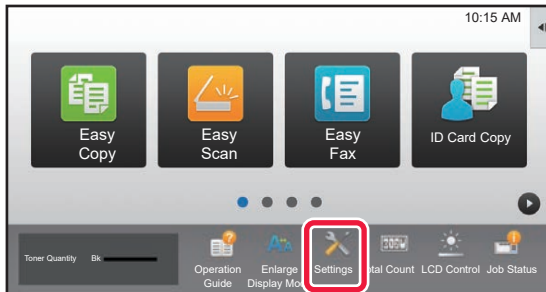 10:15 AM
Easy
Copy
Easy
Scan
Easy
Fax
ID Card Copy
Toner Quantity Bk
Operation
Guide
Enlarge
Display Mo
Settings
tal Count
LCD Control
Job Status